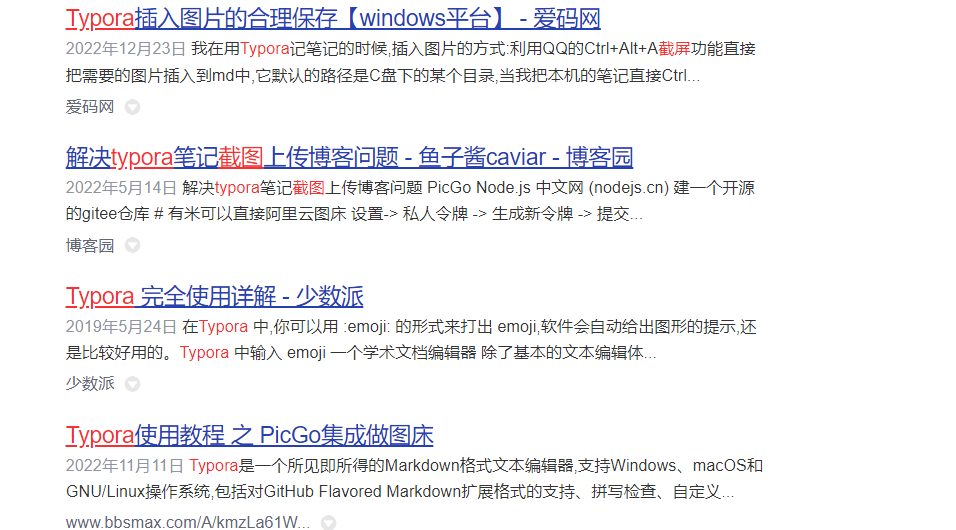 Typora插入图片的合理保存【windows平台】 - 爱码网
2022年12月23日 我在用Typora记笔记的时候,插入图片的方式:利用QQ的Ctrl+Alt+A截屏功能直接
把需要的图片插入到md中,它默认的路径是C盘下的某个目录,当我把本机的笔记直接Ctrl...
爱码网
解决typora笔记截图上传博客问题 - 鱼子酱caviar - 博客园
2022年5月14日 解决typora笔记截图上传博客问题 PicGo Node.js 中文网 (nodejs.cn) 建一个开源
的gitee仓库 # 有米可以直接阿里云图床 设置-> 私人令牌 -> 生成新令牌 -> 提交...
博客园
Typora 完全使用详解 - 少数派
2019年5月24日 在Typora 中,你可以用 :emoji: 的形式来打出 emoji,软件会自动给出图形的提示,还
是比较好用的。Typora 中输入 emoji 一个学术文档编辑器 除了基本的文本编辑体...
少数派
Typora使用教程 之 PicGo集成做图床
2022年11月11日 Typora是一个所见即所得的Markdown格式文本编辑器,支持Windows、macOS和
GNU/Linux操作系统,包括对GitHub Flavored Markdown扩展格式的支持、拼写检查、自定义...
www.bbsmax.com/A/kmzLa61W...